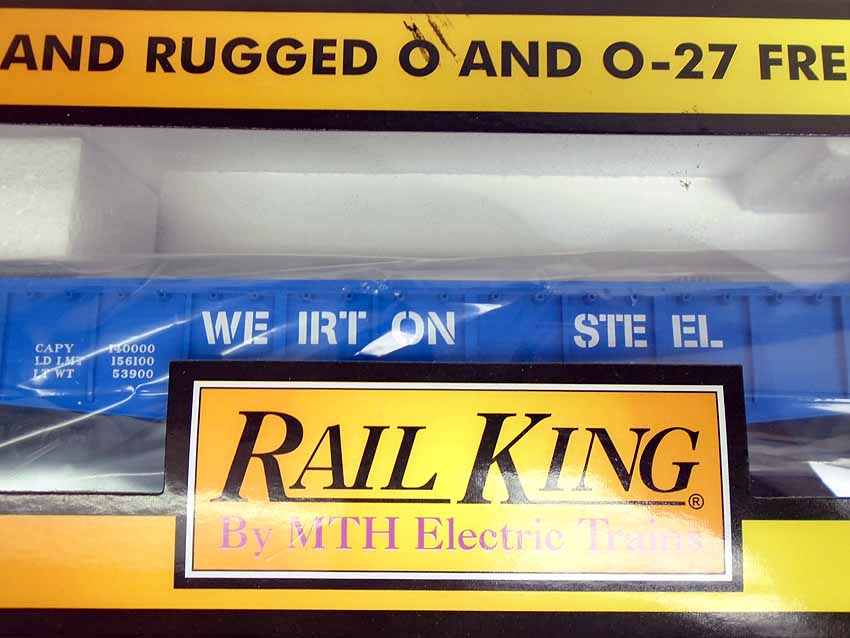 AND RUGGED O AND O-27 FRE
WE IRT ON STE EL
CAPY 140000
LD LMT 156100
LT WT 53900
RAIL KING®
By MTH Electric Trains